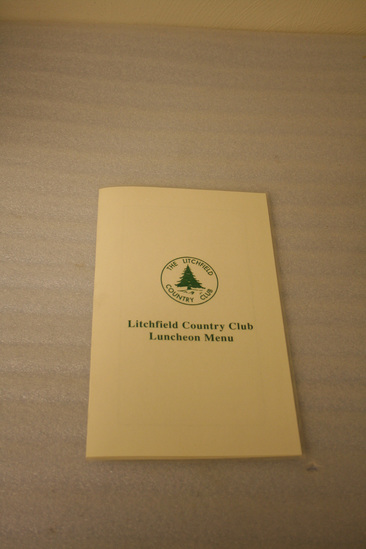 THE LITCHFIELD
COUNTRY CLUB
Litchfield Country Club
Luncheon Menu